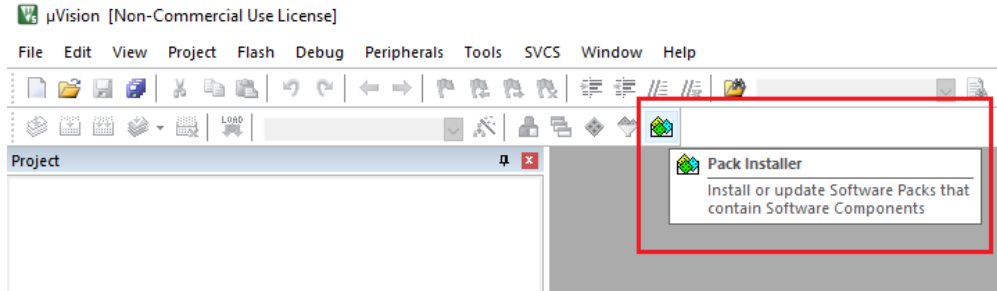 µVision [Non-Commercial Use License]
File Edit View Project Flash Debug Peripherals Tools SVCS Window Help
LOAD
Project
Pack Installer
Install or update Software Packs that
contain Software Components